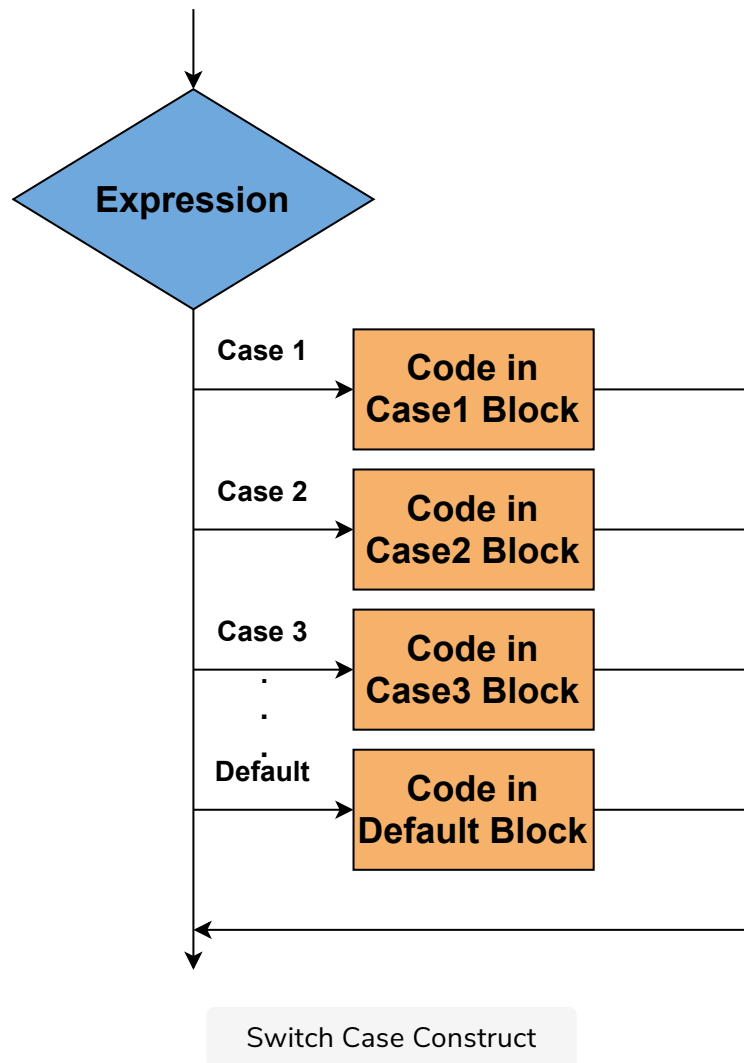 Expression
Case 1
Code in
Case1 Block
Case 2
Code in
Case2 Block
Case 3
Code in
Case3 Block
.
.
.
Default
Code in
Default Block
Switch Case Construct